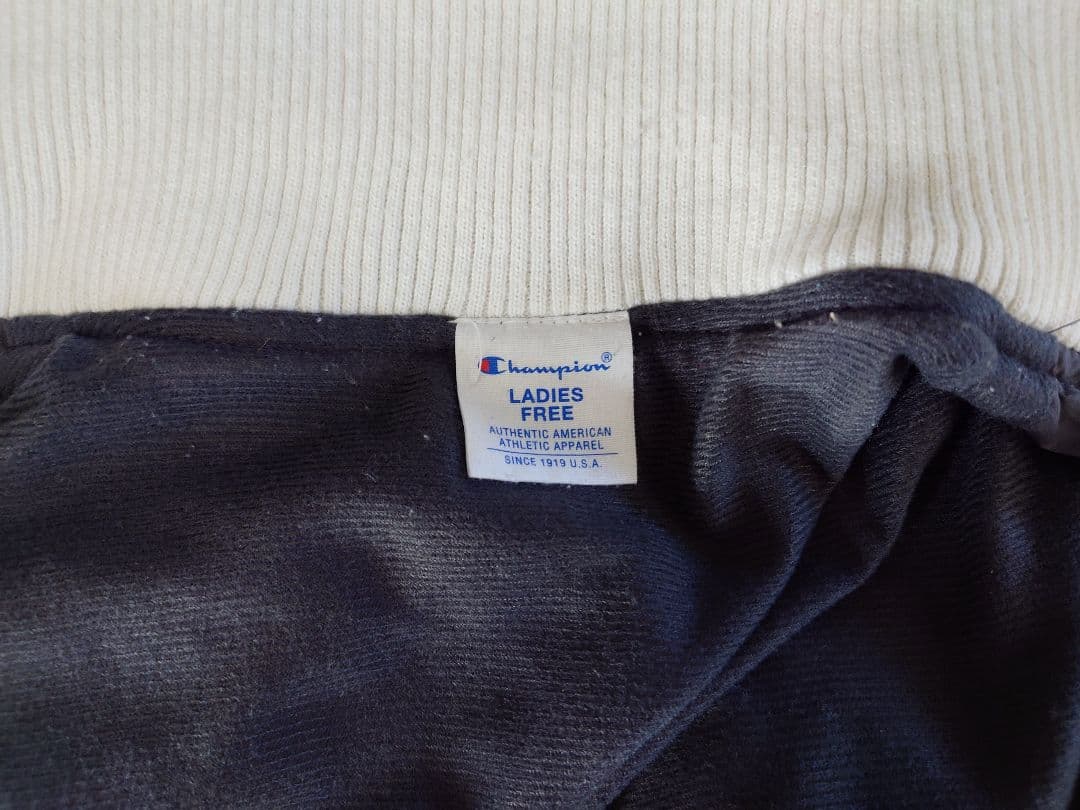 Champion®
LADIES
FREE
AUTHENTIC AMERICAN
ATHLETIC APPAREL
SINCE 1919 U.S.A.